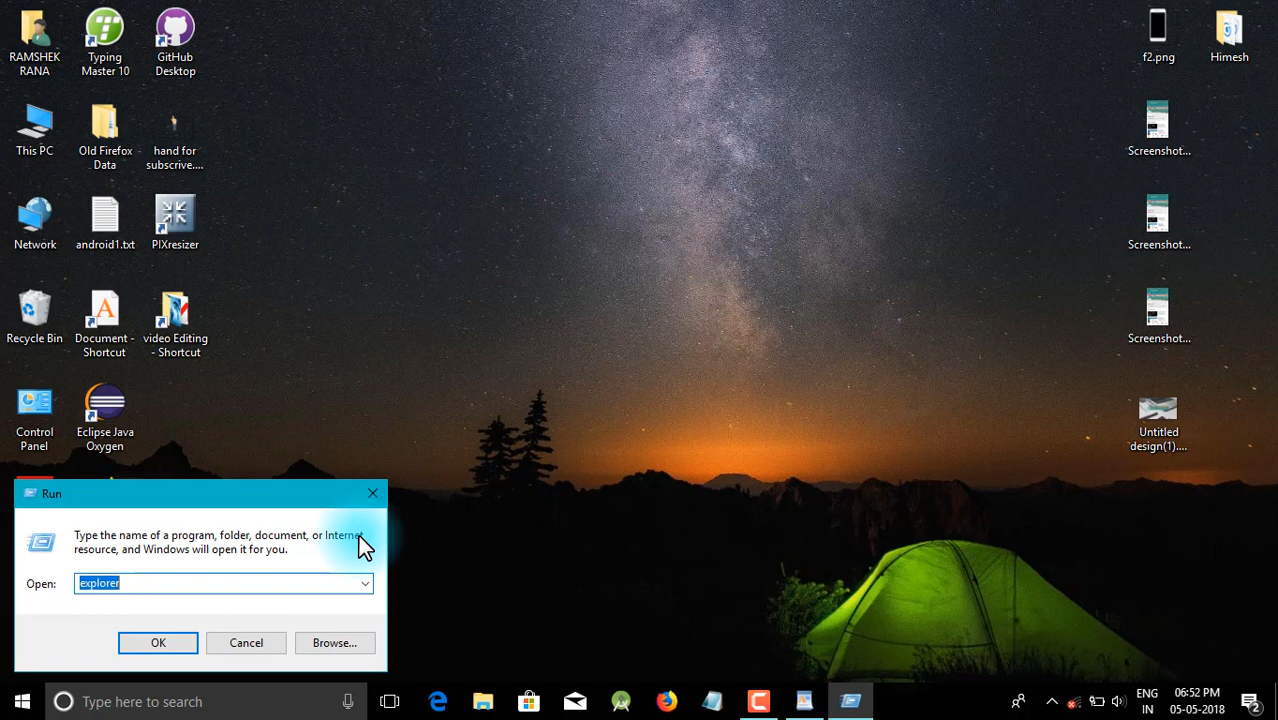 RAMSHEK
RANA
Typing
Master 10
GitHub
Desktop
f2.png
Himesh
This PC
Old Firefox
Data
hand for
subscrive....
Screenshot...
Network
android1.txt
PIXresizer
Screenshot...
Recycle Bin
Document -
Shortcut
video Editing
- Shortcut
Screenshot...
Control
Panel
Eclipse Java
Oxygen
Untitled
design(1)....
Run
Type the name of a program, folder, document, or Internet
resource, and Windows will open it for you.
Open:
explorer
OK
Cancel
Browse...
Type here to search
ENG
IN
06:52 PM
05-05-2018
2